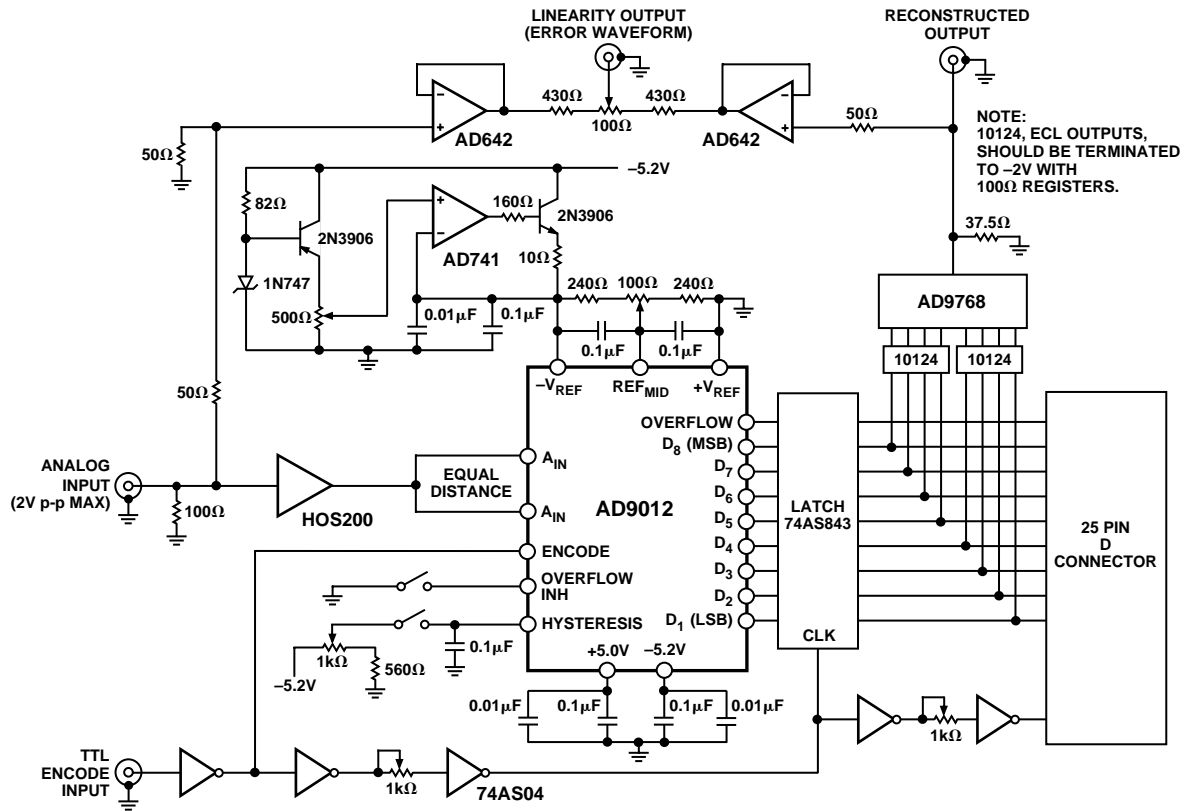 LINEARITY OUTPUT
(ERROR WAVEFORM)
RECONSTRUCTED
OUTPUT
430Ω
430Ω
100Ω
50Ω
AD642
AD642
NOTE:
10124, ECL OUTPUTS,
SHOULD BE TERMINATED
TO –2V WITH
100Ω REGISTERS.
50Ω
–5.2V
82Ω
2N3906
160Ω
2N3906
AD741
10Ω
37.5Ω
1N747
500Ω
0.01μF
0.1μF
240Ω
100Ω
240Ω
0.1μF
0.1μF
AD9768
10124
10124
50Ω
–VREF
REFMID
+VREF
ANALOG
INPUT
(2V p-p MAX)
100Ω
HOS200
EQUAL
DISTANCE
AIN
AIN
AD9012
ENCODE
OVERFLOW
INH
HYSTERESIS
OVERFLOW
D8 (MSB)
D7
D6
D5
D4
D3
D2
D1 (LSB)
LATCH
74AS843
CLK
25 PIN
D
CONNECTOR
1kΩ
–5.2V
560Ω
0.1μF
+5.0V
–5.2V
0.01μF
0.1μF
0.1μF
0.01μF
1kΩ
TTL
ENCODE
INPUT
1kΩ
74AS04